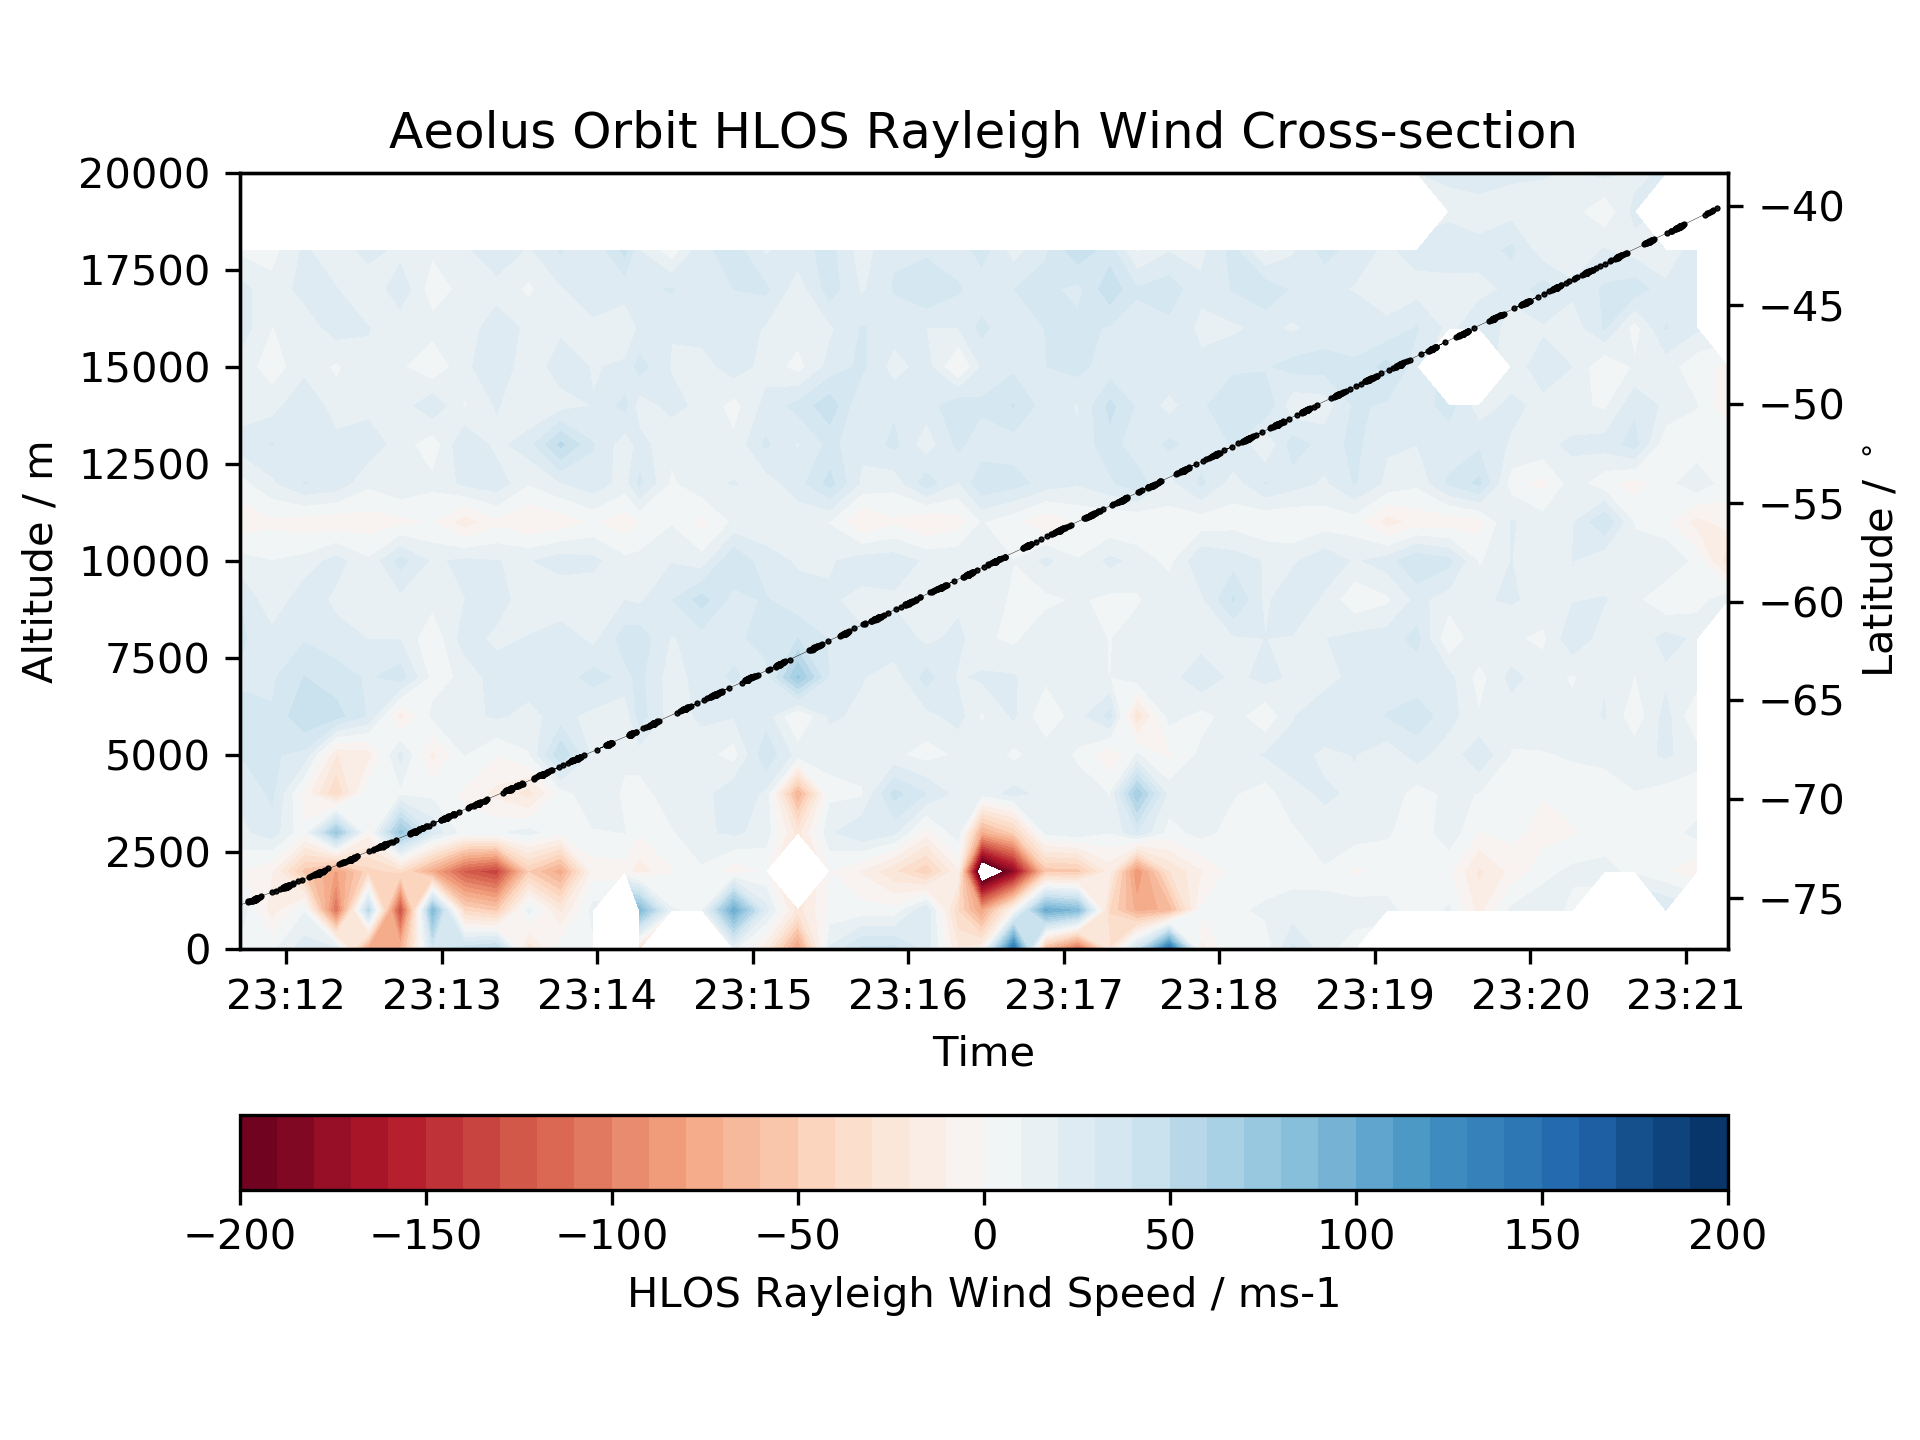 Aeolus Orbit HLOS Rayleigh Wind Cross-section
20000
17500
15000
12500
10000
7500
5000
2500
0
Altitude / m
−40
−45
−50
−55
−60
−65
−70
−75
Latitude / °
23:12 23:13 23:14 23:15 23:16 23:17 23:18 23:19 23:20 23:21
Time
−200 −150 −100 −50 0 50 100 150 200
HLOS Rayleigh Wind Speed / ms-1